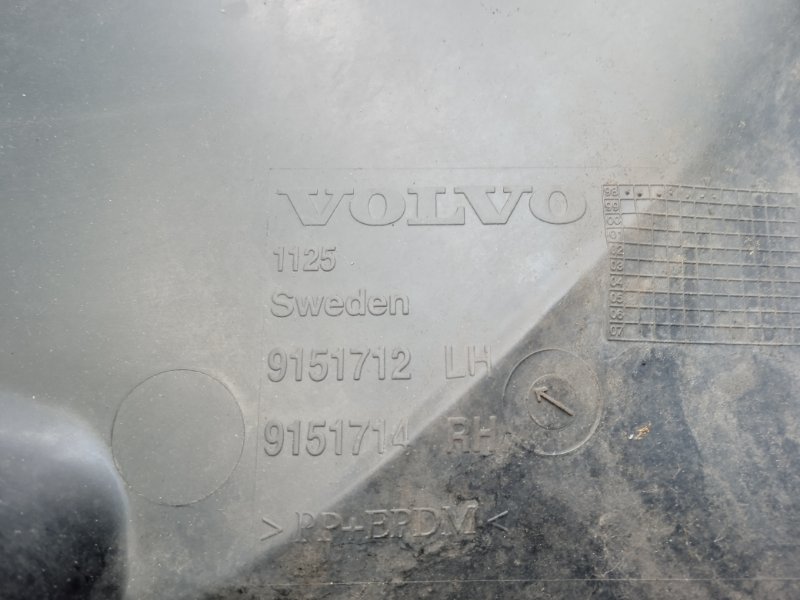 VOLVO
1125
Sweden
9151712 LH
9151714 RH
> PP+EPDM <